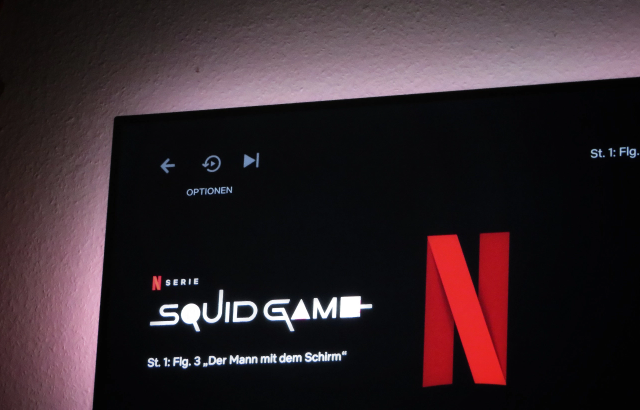 St. 1: Flg.
OPTIONEN
N SERIE
SQUID GAME
St. 1: Flg. 3 „Der Mann mit dem Schirm“
N